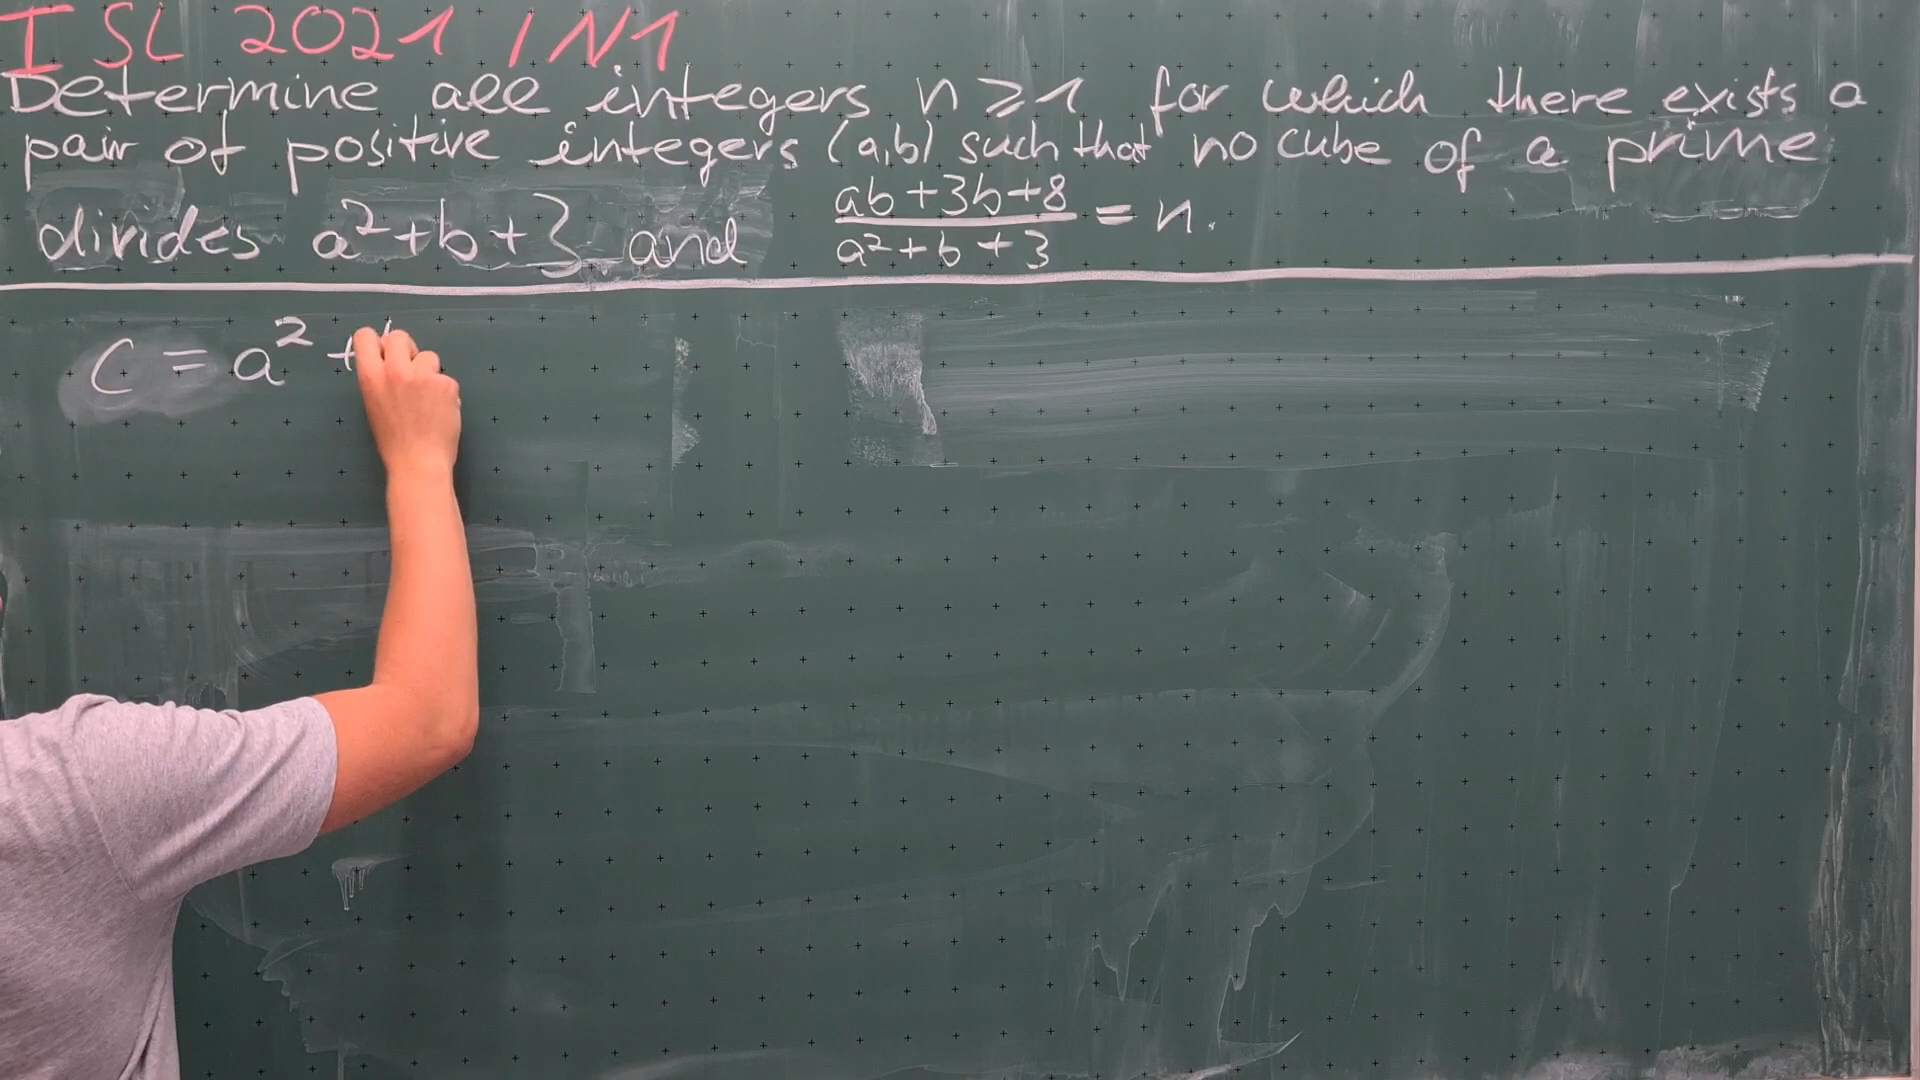 ISL 2021 / N1
Determine all integers n ≥ 1 for which there exists a
pair of positive integers (a,b) such that no cube of a prime
divides a²+b+3 and (ab+3b+8)/(a²+b+3) = n.
C = a² +